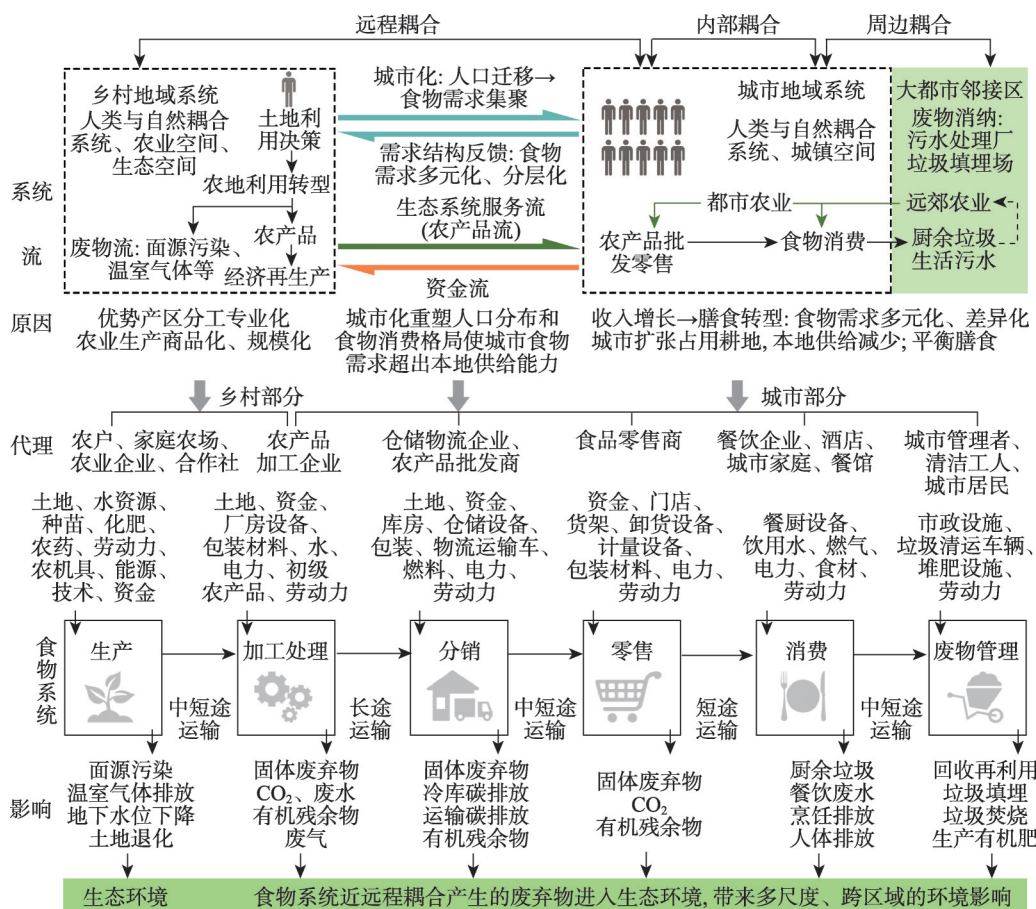 远程耦合
内部耦合
周边耦合
系统
流
乡村地域系统
人类与自然耦合
系统、农业空间、
生态空间
土地利
用决策
农地利用转型
废物流: 面源污染、
温室气体等
农产品
经济再生产
城市化: 人口迁移→
食物需求集聚
需求结构反馈: 食物
需求多元化、分层化
生态系统服务流
(农产品流)
资金流
城市地域系统
人类与自然耦合
系统、城镇空间
都市农业
农产品批
发零售
食物消费
大都市邻接区
废物消纳:
污水处理厂
垃圾填埋场
远郊农业
厨余垃圾
生活污水
原因
优势产区分工专业化
农业生产商品化、规模化
城市化重塑人口分布和
食物消费格局使城市食物
需求超出本地供给能力
收入增长→膳食转型: 食物需求多元化、差异化
城市扩张占用耕地, 本地供给减少; 平衡膳食
乡村部分
城市部分
代理
农户、家庭农场、
农业企业、合作社
农产品
加工企业
仓储物流企业、
农产品批发商
食品零售商
餐饮企业、酒店、
城市家庭、餐馆
城市管理者、
清洁工人、
城市居民
土地、水资源、
种苗、化肥、
农药、劳动力、
农机具、能源、
技术、资金
土地、资金、
厂房设备、
包装材料、水、
电力、初级
农产品、劳动力
土地、资金、
库房、仓储设备、
包装、物流运输车、
燃料、电力、
劳动力
资金、门店、
货架、卸货设备、
计量设备、
包装材料、电力、
劳动力
餐厨设备、
饮用水、燃气、
电力、食材、
劳动力
市政设施、
垃圾清运车辆、
堆肥设施、
劳动力
食物系统
生产
中短途
运输
加工处理
长途
运输
分销
中短途
运输
零售
短途
运输
消费
中短途
运输
废物管理
影响
面源污染
温室气体排放
地下水位下降
土地退化
固体废弃物
CO₂、废水
有机残余物
废气
固体废弃物
冷库碳排放
运输碳排放
有机残余物
固体废弃物
CO₂
有机残余物
厨余垃圾
餐饮废水
烹饪排放
人体排放
回收再利用
垃圾填埋
垃圾焚烧
生产有机肥
生态环境
食物系统近远程耦合产生的废弃物进入生态环境, 带来多尺度、跨区域的环境影响